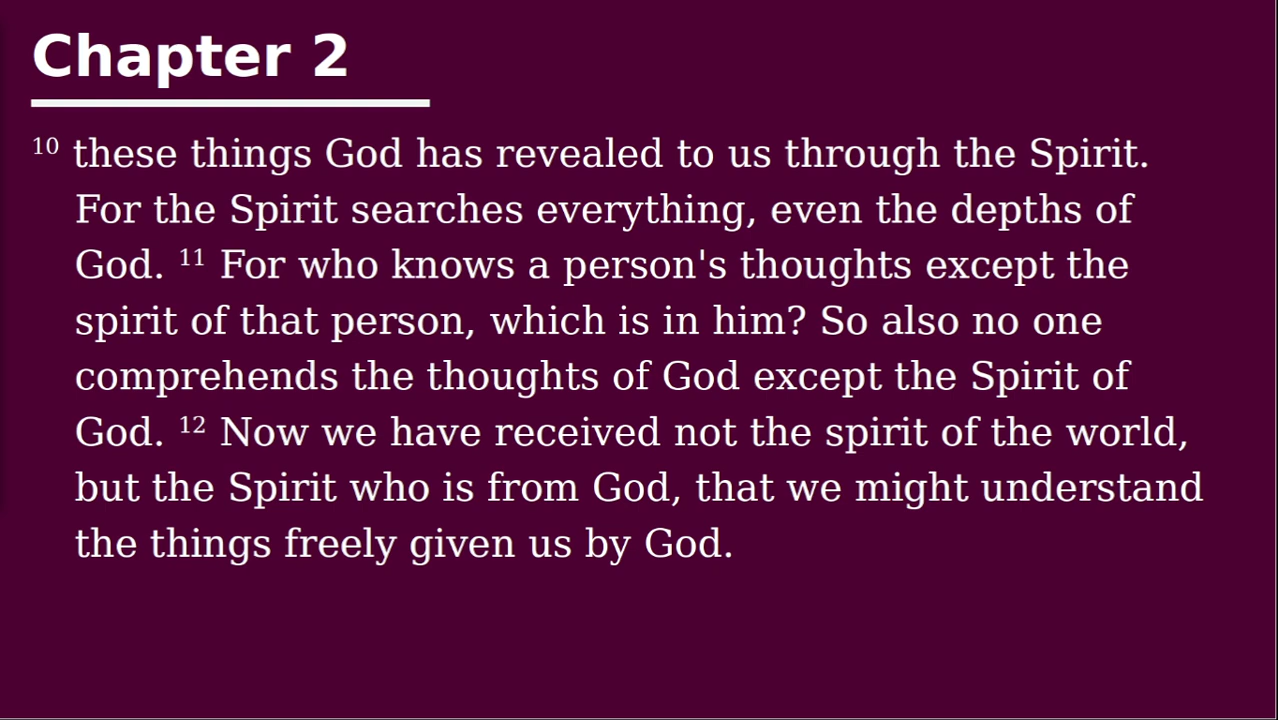 Chapter 2
10 these things God has revealed to us through the Spirit.
For the Spirit searches everything, even the depths of
God. 11 For who knows a person's thoughts except the
spirit of that person, which is in him? So also no one
comprehends the thoughts of God except the Spirit of
God. 12 Now we have received not the spirit of the world,
but the Spirit who is from God, that we might understand
the things freely given us by God.